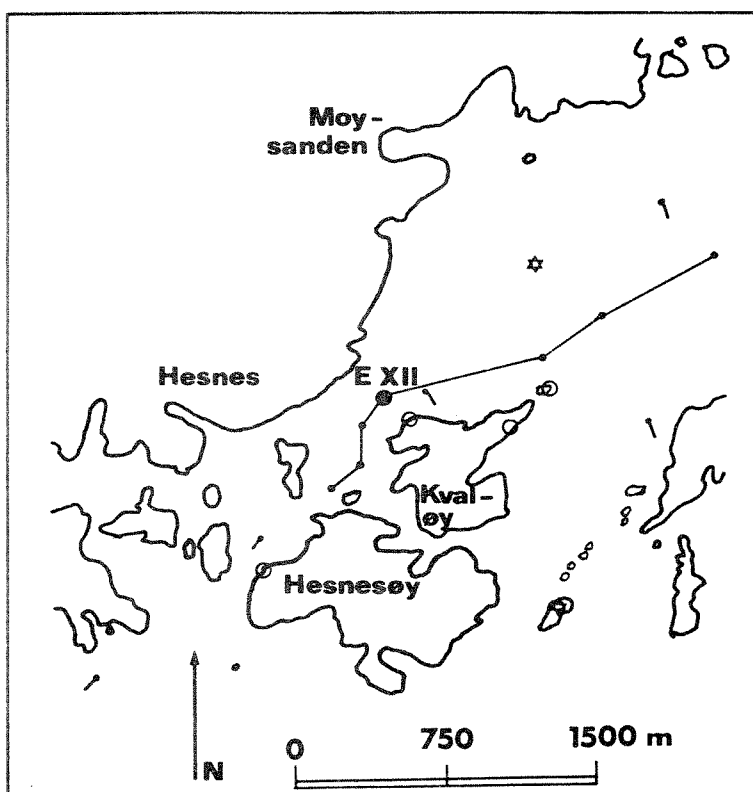 Moy-
sanden
Hesnes
E XII
Kval-
øy
Hesnesøy
N
0 750 1500 m